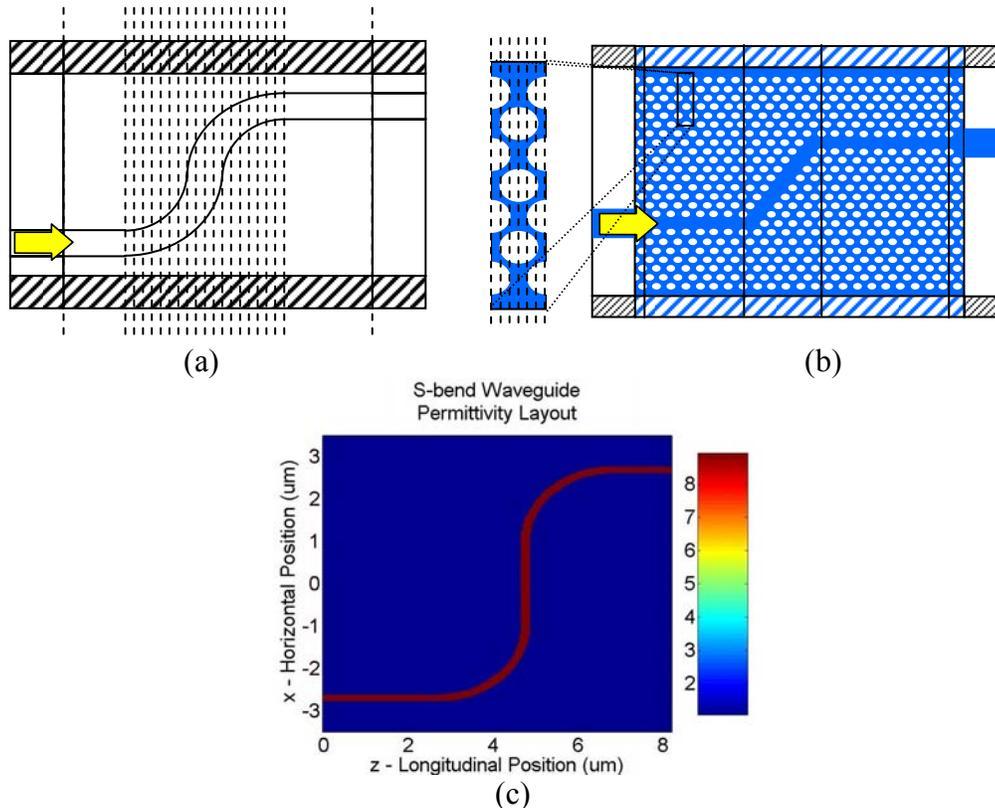 (a)
(b)
S-bend Waveguide
Permittivity Layout
x - Horizontal Position (um)
3
2
1
0
-1
-2
-3
0 2 4 6 8
z - Longitudinal Position (um)
8
7
6
5
4
3
2
(c)